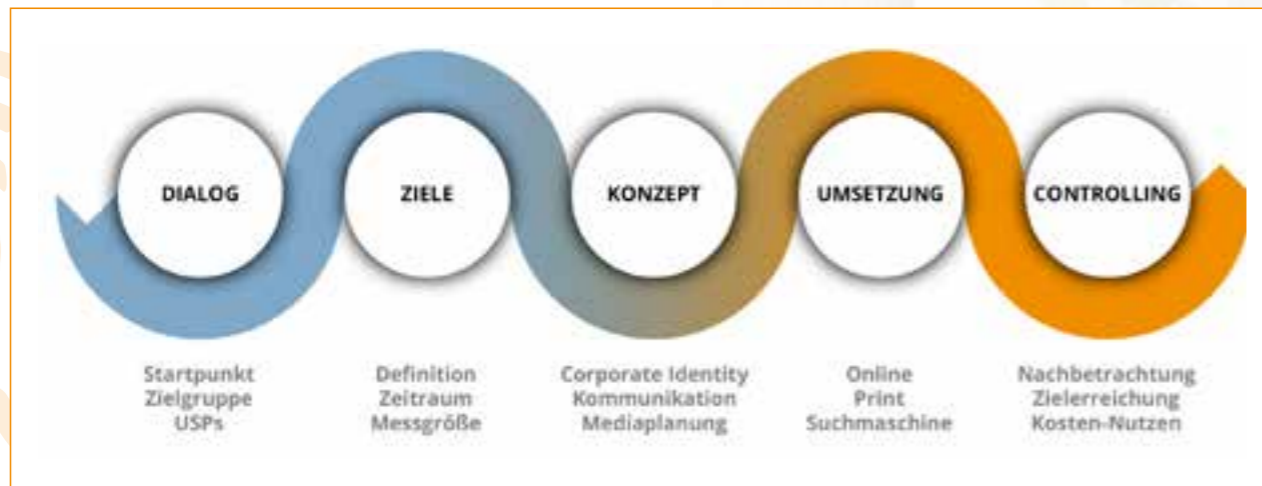 DIALOG
ZIELE
KONZEPT
UMSETZUNG
CONTROLLING
Startpunkt
Zielgruppe
USPs
Definition
Zeitraum
Messgröße
Corporate Identity
Kommunikation
Mediaplanung
Online
Print
Suchmaschine
Nachbetrachtung
Zielerreichung
Kosten-Nutzen